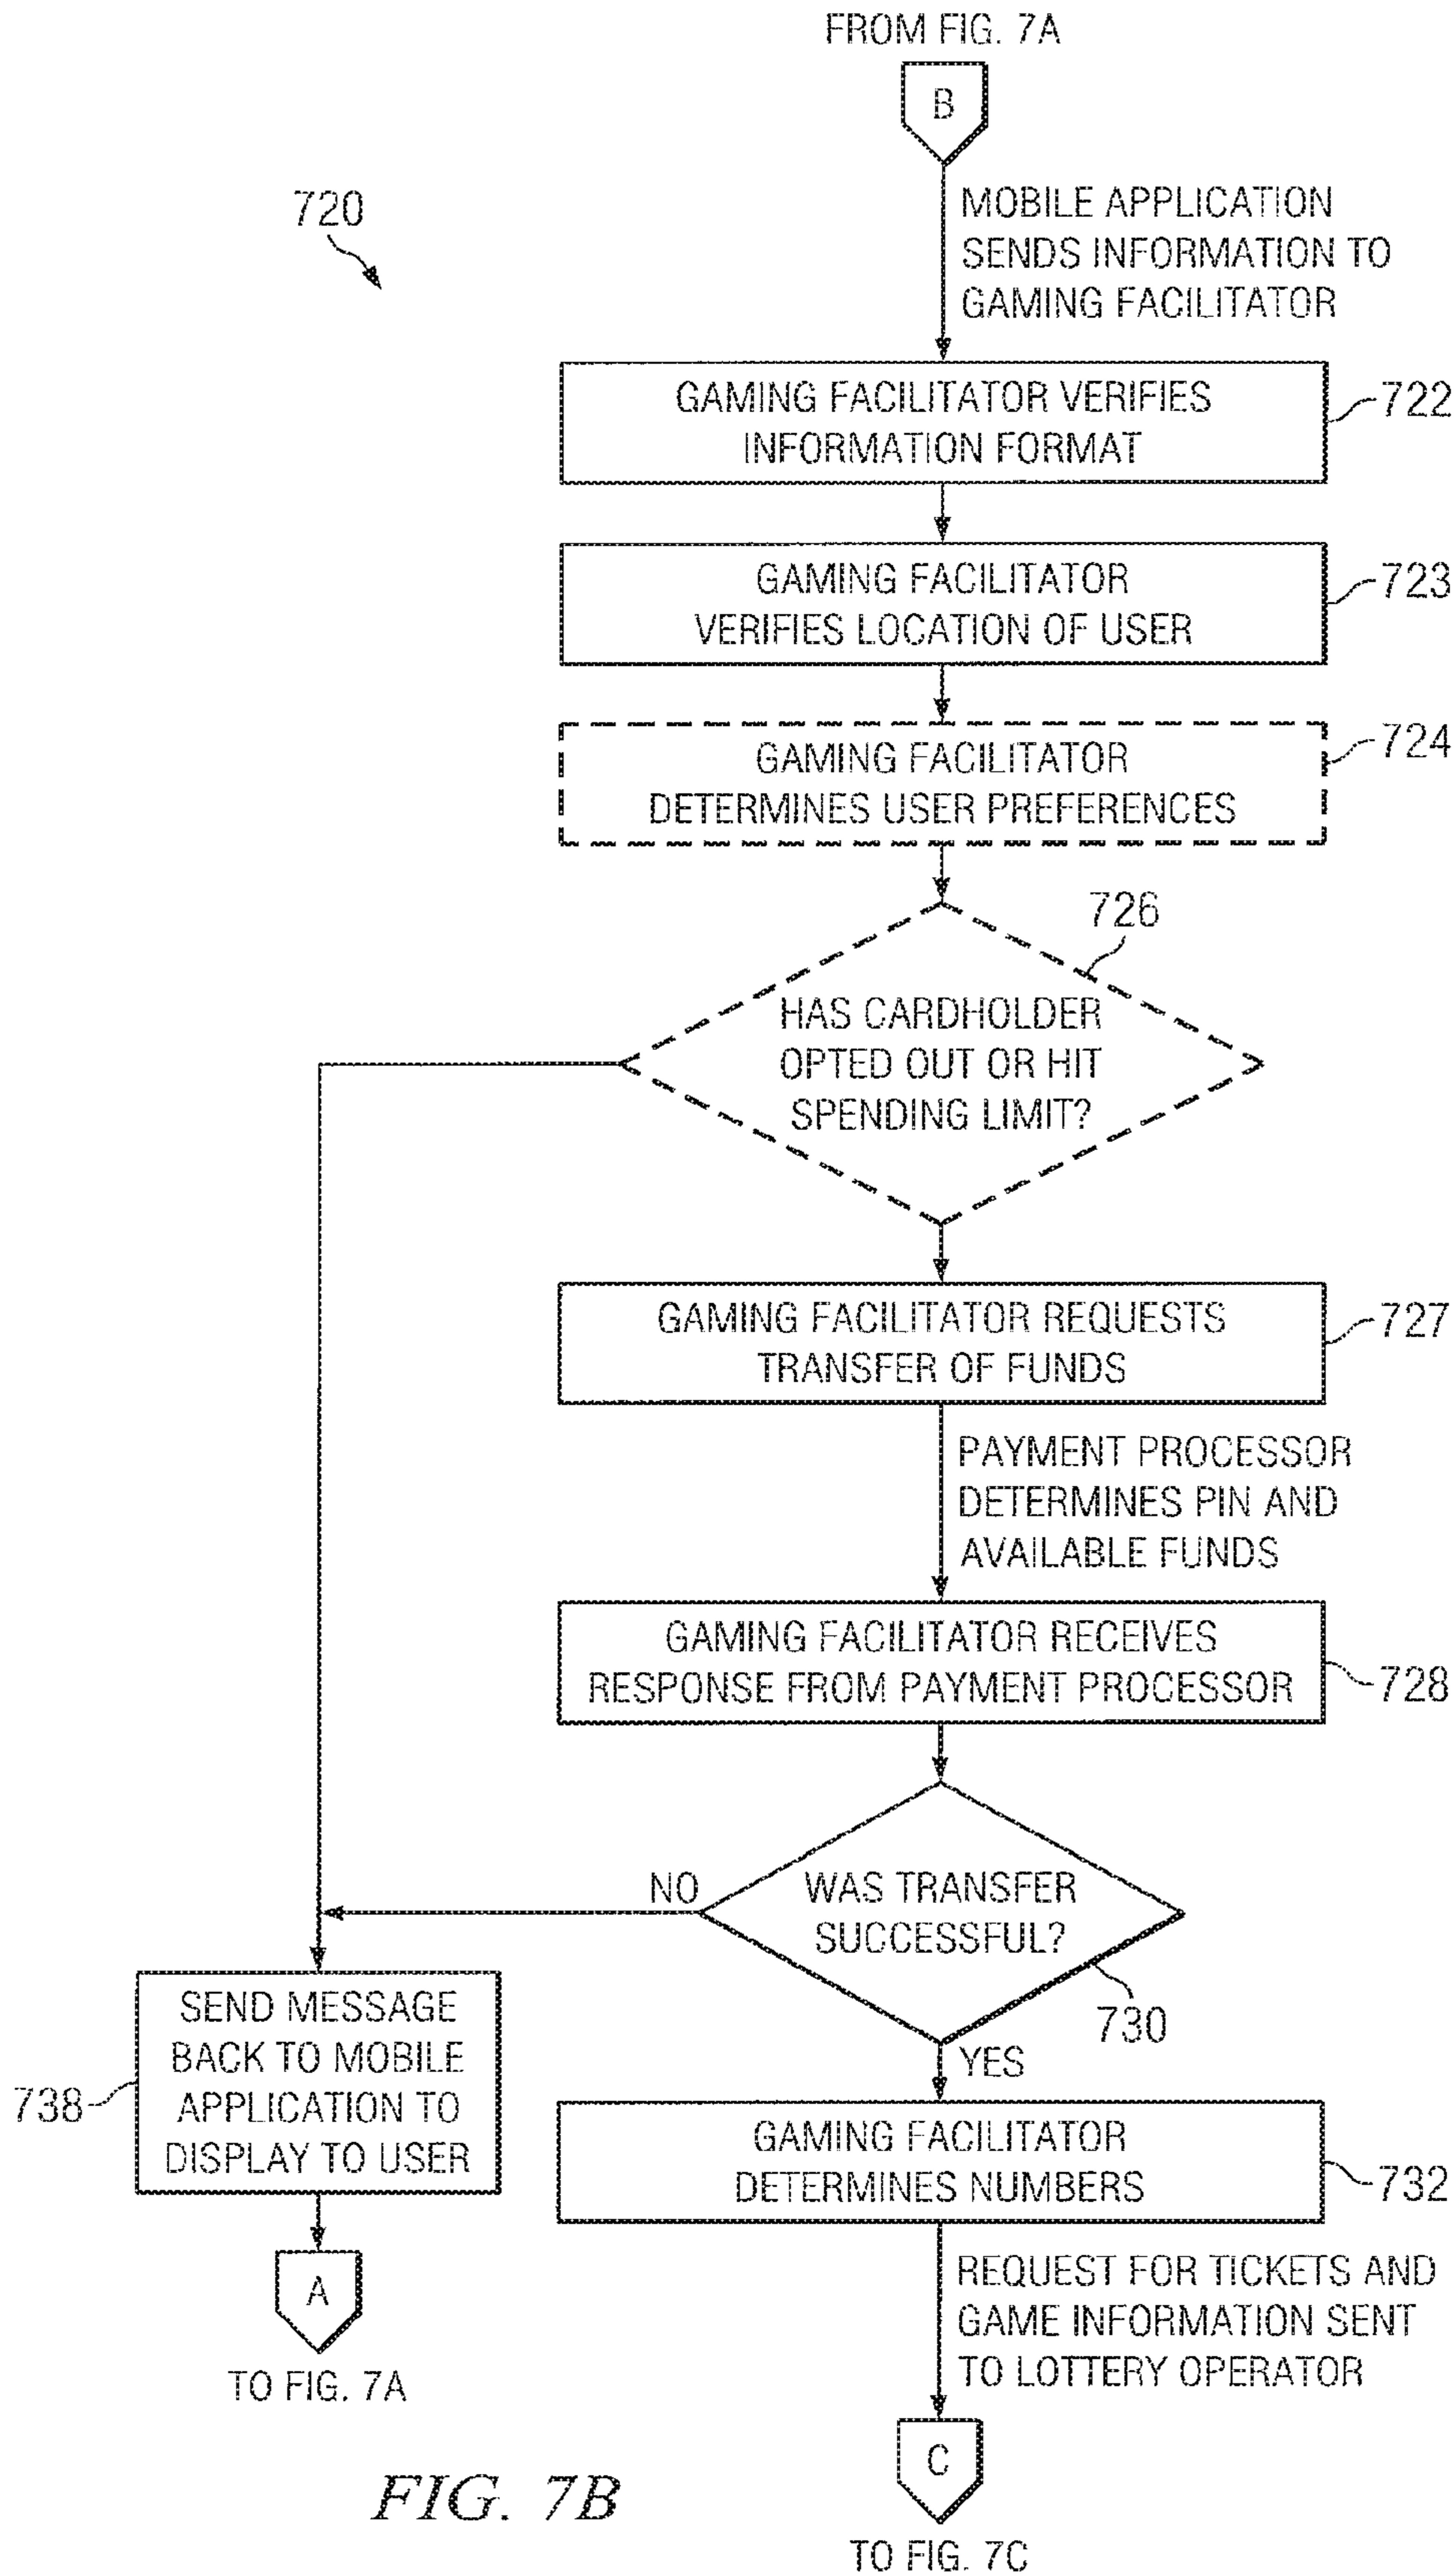 FROM FIG. 7A
B
720
MOBILE APPLICATION
SENDS INFORMATION TO
GAMING FACILITATOR
GAMING FACILITATOR VERIFIES
INFORMATION FORMAT
722
GAMING FACILITATOR
VERIFIES LOCATION OF USER
723
GAMING FACILITATOR
DETERMINES USER PREFERENCES
724
726
HAS CARDHOLDER
OPTED OUT OR HIT
SPENDING LIMIT?
GAMING FACILITATOR REQUESTS
TRANSFER OF FUNDS
727
PAYMENT PROCESSOR
DETERMINES PIN AND
AVAILABLE FUNDS
GAMING FACILITATOR RECEIVES
RESPONSE FROM PAYMENT PROCESSOR
728
NO
WAS TRANSFER
SUCCESSFUL?
730
YES
SEND MESSAGE
BACK TO MOBILE
APPLICATION TO
DISPLAY TO USER
738
GAMING FACILITATOR
DETERMINES NUMBERS
732
A
TO FIG. 7A
REQUEST FOR TICKETS AND
GAME INFORMATION SENT
TO LOTTERY OPERATOR
C
TO FIG. 7C
FIG. 7B